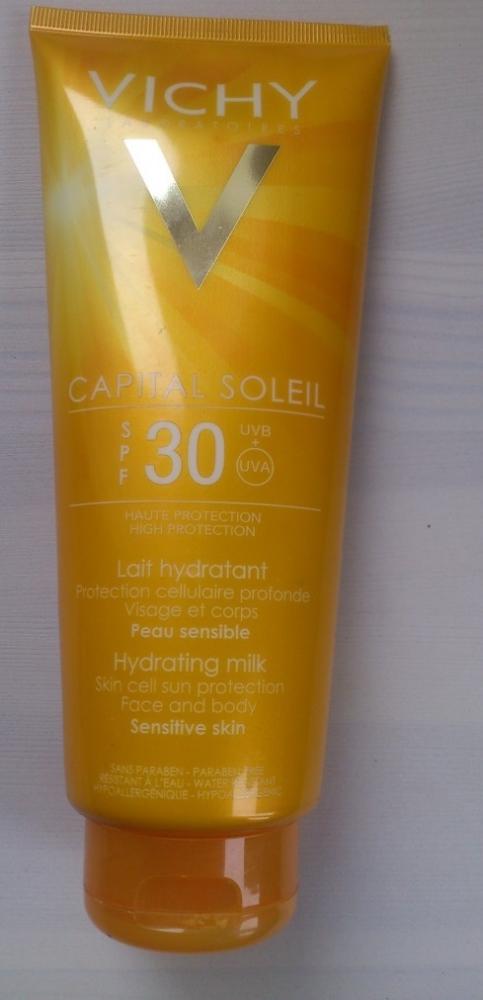 VICHY
LABORATOIRES
V
CAPITAL SOLEIL
SPF 30 UVB + UVA
HAUTE PROTECTION
HIGH PROTECTION
Lait hydratant
Protection cellulaire profonde
Visage et corps
Peau sensible
Hydrating milk
Skin cell sun protection
Face and body
Sensitive skin
SANS PARABEN - PARABEN FREE
RÉSISTANT À L'EAU - WATER RESISTANT
HYPOALLERGÉNIQUE - HYPOALLERGENIC